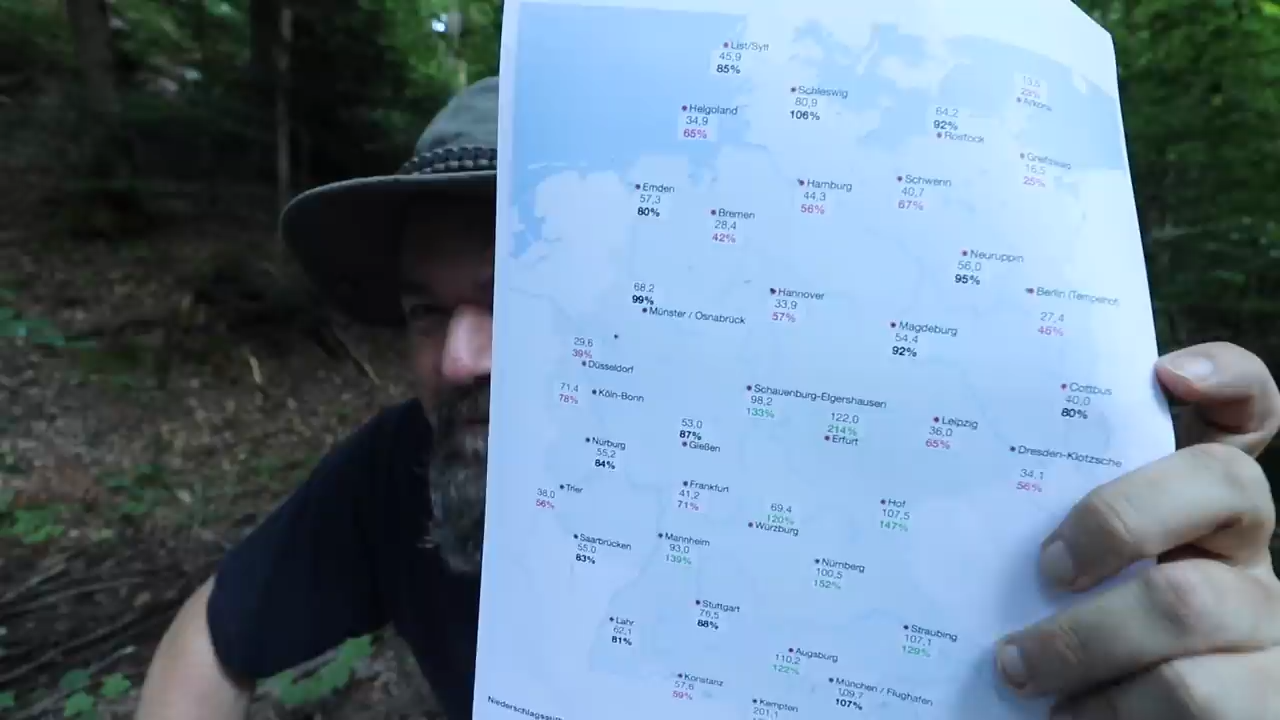 List/Sylt
45,9
85%
Schleswig
80,9
106%
13,5
23%
Arkona
Helgoland
34,9
65%
64,2
92%
Rostock
Greifswald
16,5
25%
Emden
57,3
80%
Bremen
28,4
42%
Hamburg
44,3
56%
Schwerin
40,7
67%
Neuruppin
56,0
95%
Berlin (Tempelhof)
27,4
45%
68,2
99%
Münster / Osnabrück
Hannover
33,9
57%
Magdeburg
54,4
92%
29,6
39%
Düsseldorf
71,4
78%
Köln-Bonn
Schauenburg-Elgershausen
98,2
133%
122,0
214%
Erfurt
Leipzig
36,0
65%
Cottbus
40,0
80%
53,0
87%
Gießen
Nürburg
55,2
84%
Dresden-Klotzsche
34,1
56%
Trier
38,0
56%
Frankfurt
41,2
71%
69,4
120%
Würzburg
Hof
107,5
147%
Saarbrücken
55,0
83%
Mannheim
93,0
139%
Nürnberg
100,5
152%
Stuttgart
76,5
88%
Lahr
62,1
81%
Straubing
107,1
129%
Augsburg
110,2
122%
Konstanz
57,6
59%
München / Flughafen
109,7
107%
Kempten
201,1